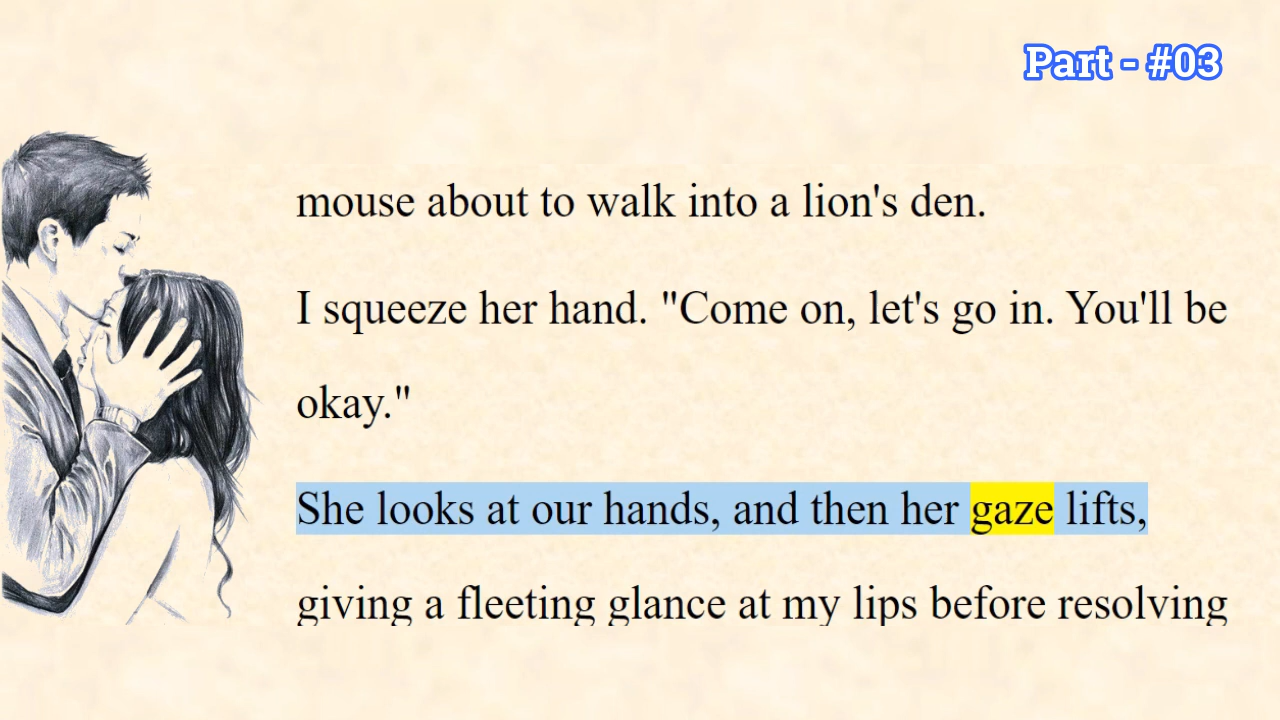 Part - #03
mouse about to walk into a lion's den.
I squeeze her hand. "Come on, let's go in. You'll be
okay."
She looks at our hands, and then her gaze lifts,
giving a fleeting glance at my lips before resolving